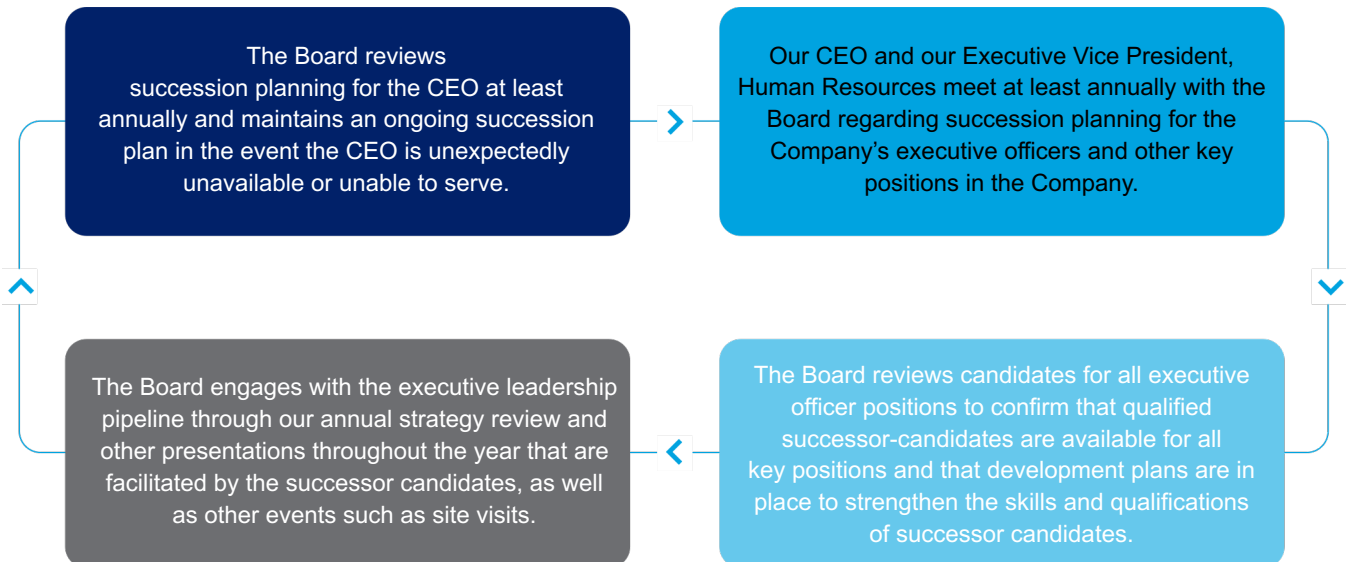 The Board reviews
succession planning for the CEO at least
annually and maintains an ongoing succession
plan in the event the CEO is unexpectedly
unavailable or unable to serve.
Our CEO and our Executive Vice President,
Human Resources meet at least annually with the
Board regarding succession planning for the
Company’s executive officers and other key
positions in the Company.
The Board reviews candidates for all executive
officer positions to confirm that qualified
successor-candidates are available for all
key positions and that development plans are in
place to strengthen the skills and qualifications
of successor candidates.
The Board engages with the executive leadership
pipeline through our annual strategy review and
other presentations throughout the year that are
facilitated by the successor candidates, as well
as other events such as site visits.